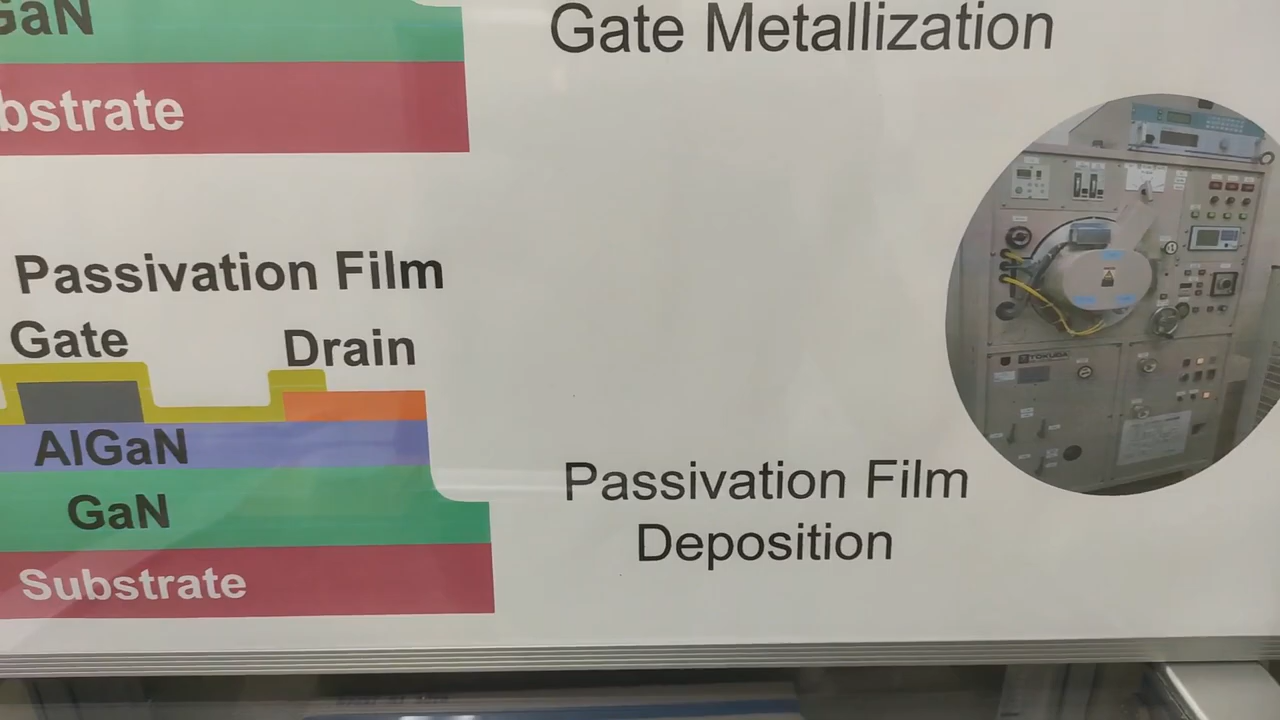 GaN
Gate Metallization
bstrate
Passivation Film
Gate
Drain
AlGaN
GaN
Substrate
Passivation Film
Deposition
TOKUDA